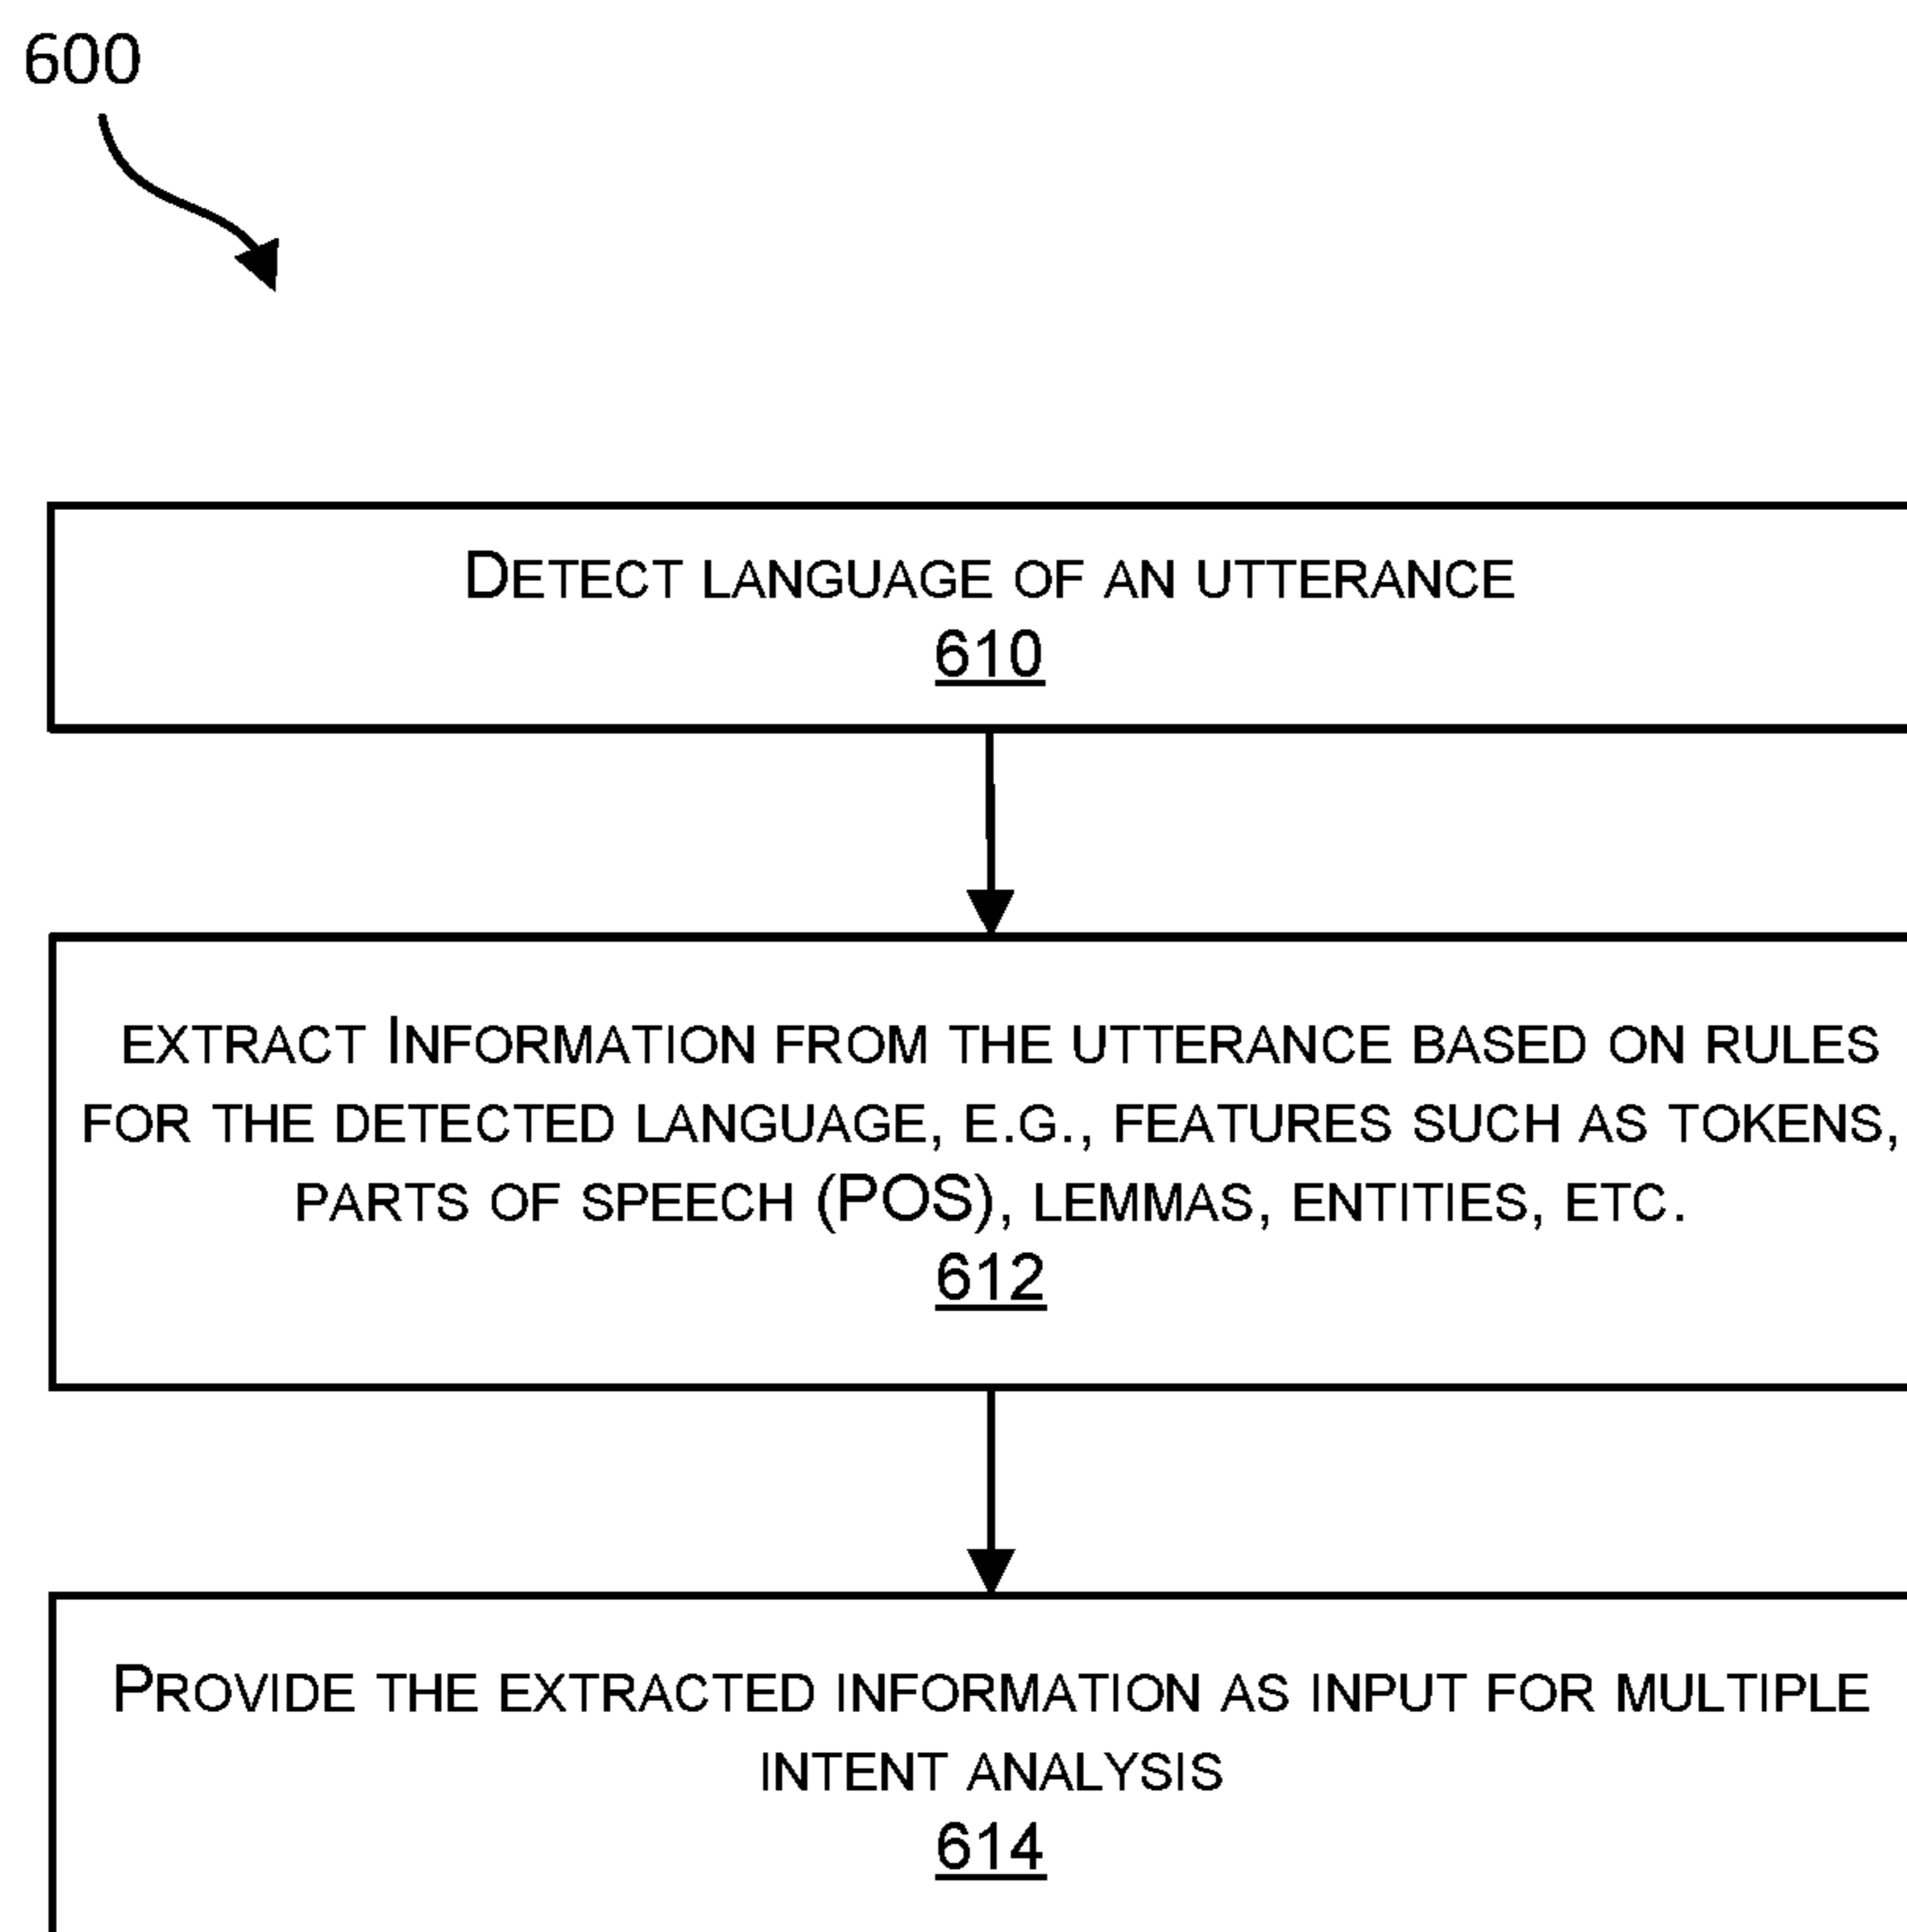 600
Detect language of an utterance
610
extract Information from the utterance based on rules
for the detected language, e.g., features such as tokens,
parts of speech (POS), lemmas, entities, etc.
612
Provide the extracted information as input for multiple
intent analysis
614